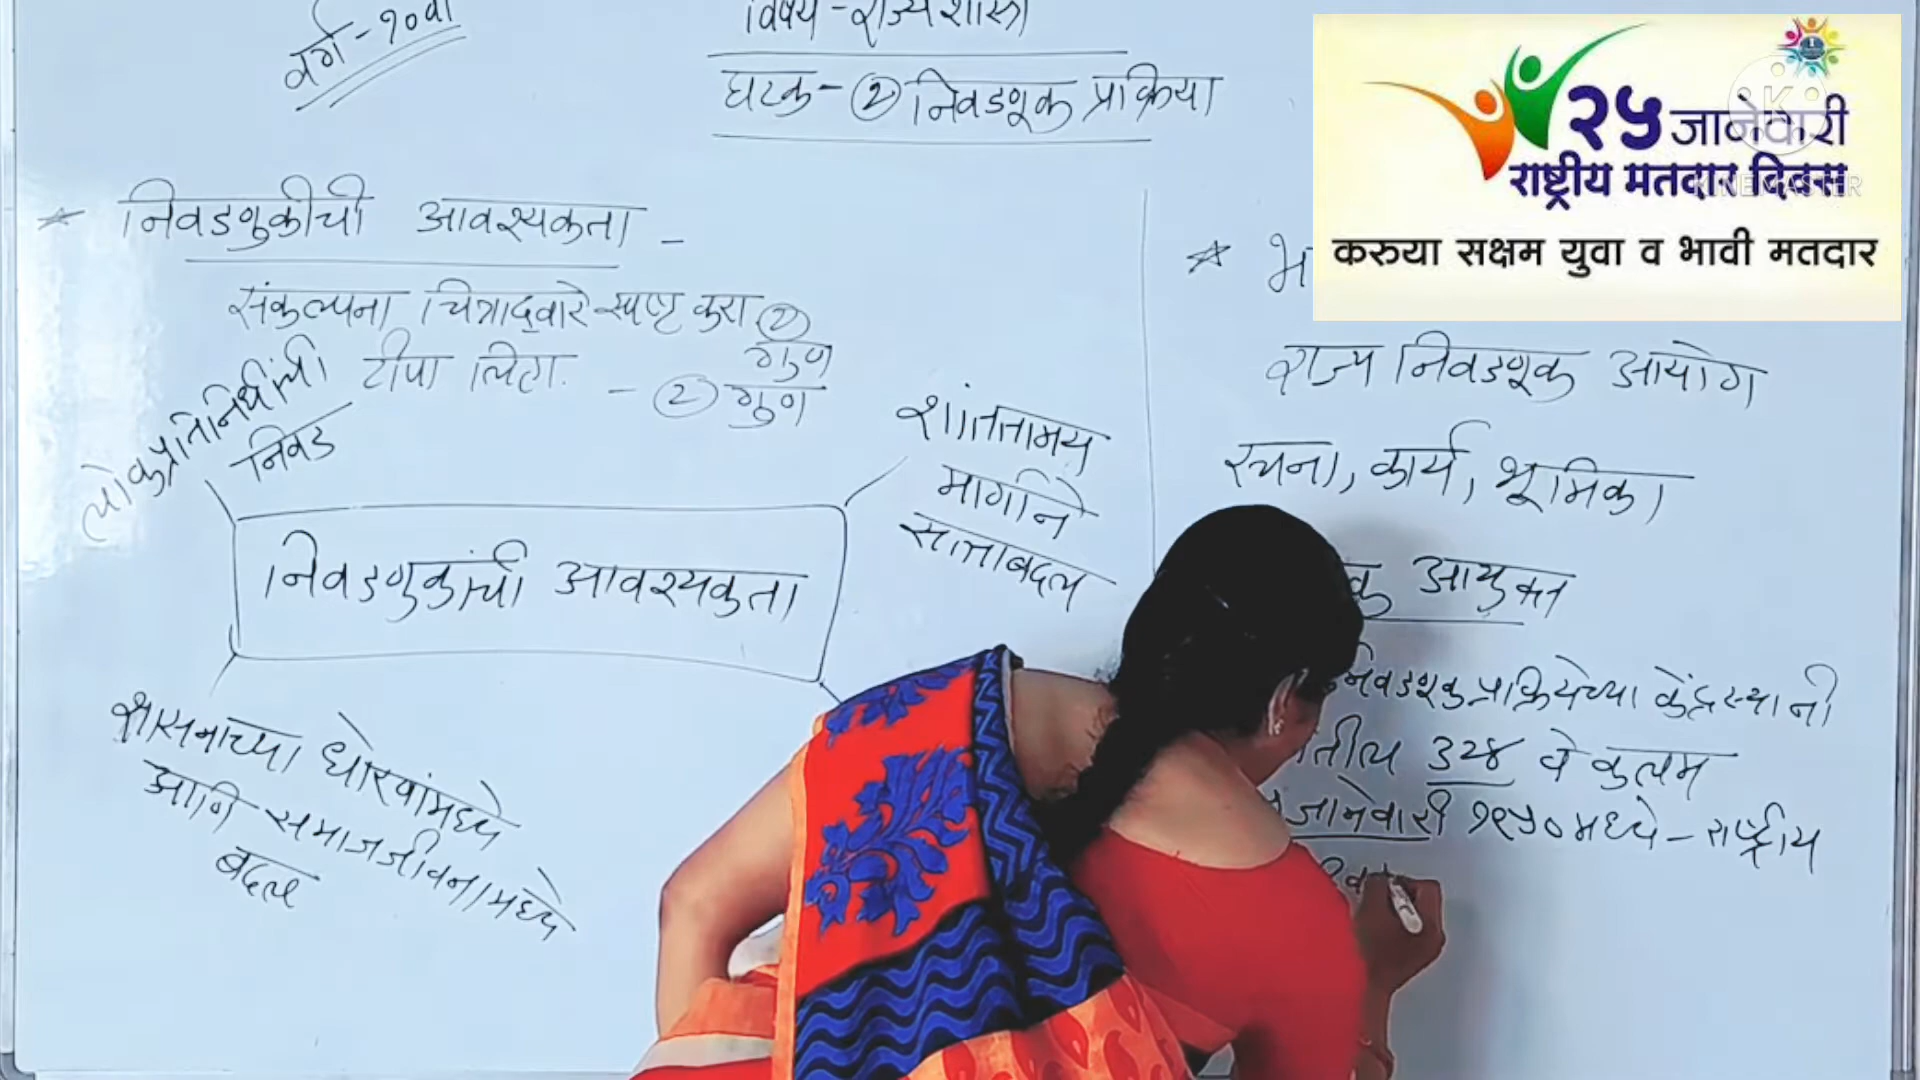 वर्ग - १० वी
विषय - राज्यशास्त्र
घटक - २ निवडणूक प्रक्रिया
* निवडणुकीची आवश्यकता -
संकल्पना चित्राद्वारे स्पष्ट करा २ गुण
टीपा लिहा. - २ गुण
लोकप्रतिनिधींची
निवड
शांततामय
मार्गाने
सत्ताबदल
निवडणुकांची आवश्यकता
शासनाच्या धोरणांमध्ये
आणि समाजजीवनामध्ये
बदल
२५ जानेवारी
राष्ट्रीय मतदार दिवस
KINEMASTER
करुया सक्षम युवा व भावी मतदार
* भा
राज्य निवडणूक आयोग
रचना, कार्य, भूमिका
आयुक्त
निवडणूक प्रक्रियेच्या केंद्रस्थानी
तील ३२४ वे कलम
जानेवारी १९५० मध्ये - राष्ट्रीय